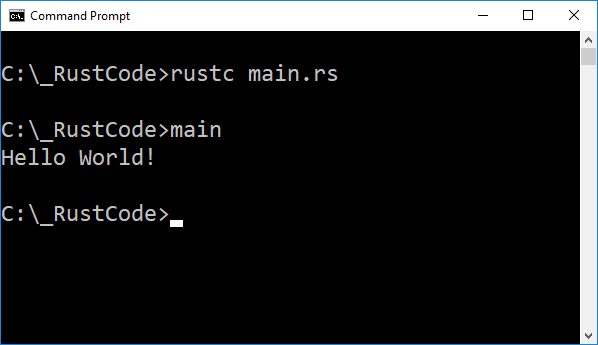 Command Prompt
C:\_RustCode>rustc main.rs
C:\_RustCode>main
Hello World!
C:\_RustCode>